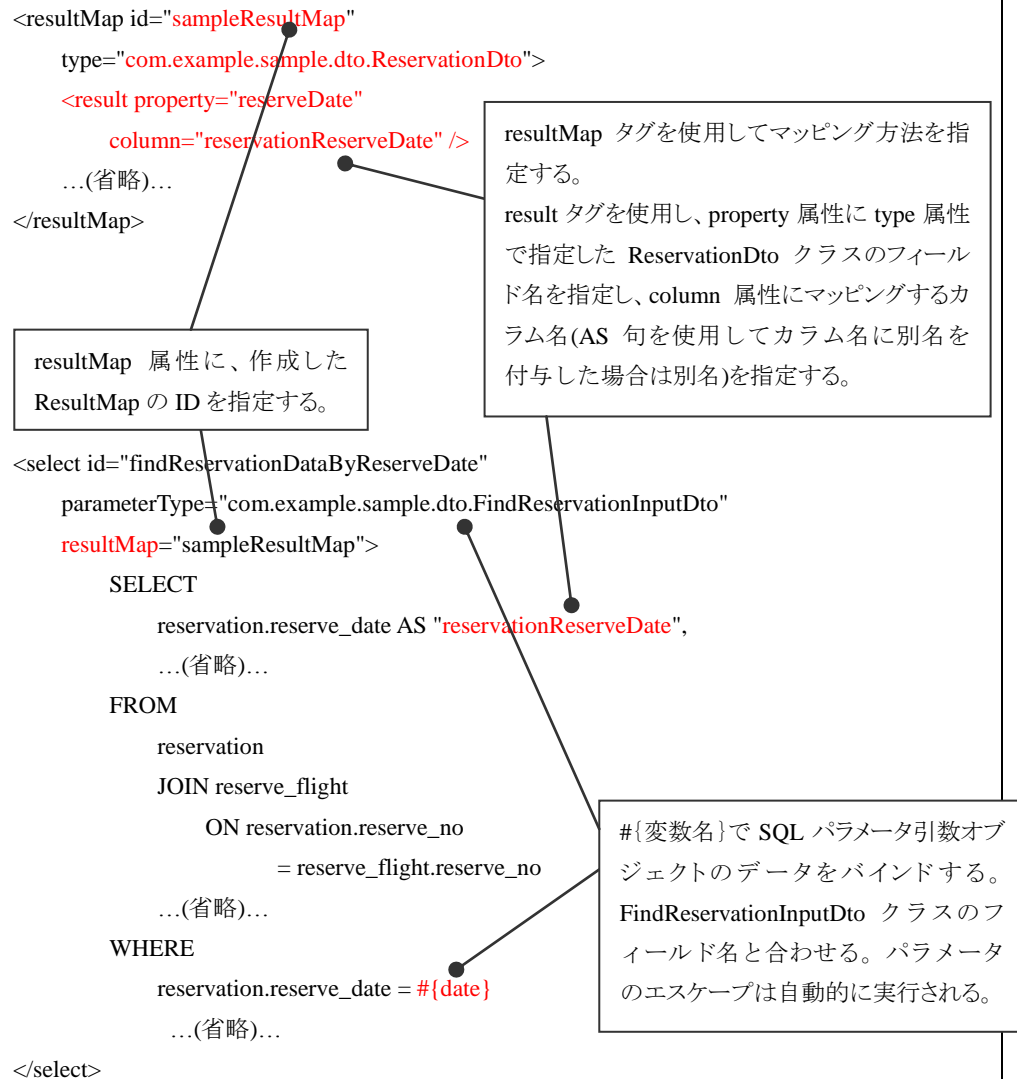 <resultMap id="sampleResultMap"
type="com.example.sample.dto.ReservationDto">
<result property="reserveDate"
column="reservationReserveDate" />
…(省略)…
</resultMap>
resultMap タグを使用してマッピング方法を指
定する。
result タグを使用し、property 属性に type 属性
で指定した ReservationDto クラスのフィール
ド名を指定し、column 属性にマッピングするカ
ラム名(AS 句を使用してカラム名に別名を
付与した場合は別名)を指定する。
resultMap 属性に、作成した
ResultMap の ID を指定する。
<select id="findReservationDataByReserveDate"
parameterType="com.example.sample.dto.FindReservationInputDto"
resultMap="sampleResultMap">
SELECT
reservation.reserve_date AS "reservationReserveDate",
…(省略)…
FROM
reservation
JOIN reserve_flight
ON reservation.reserve_no
= reserve_flight.reserve_no
…(省略)…
WHERE
reservation.reserve_date = #{date}
…(省略)…
</select>
#{変数名}で SQL パラメータ引数オブ
ジェクトのデータをバインドする。
FindReservationInputDto クラスのフ
ィールド名と合わせる。パラメータ
のエスケープは自動的に実行される。